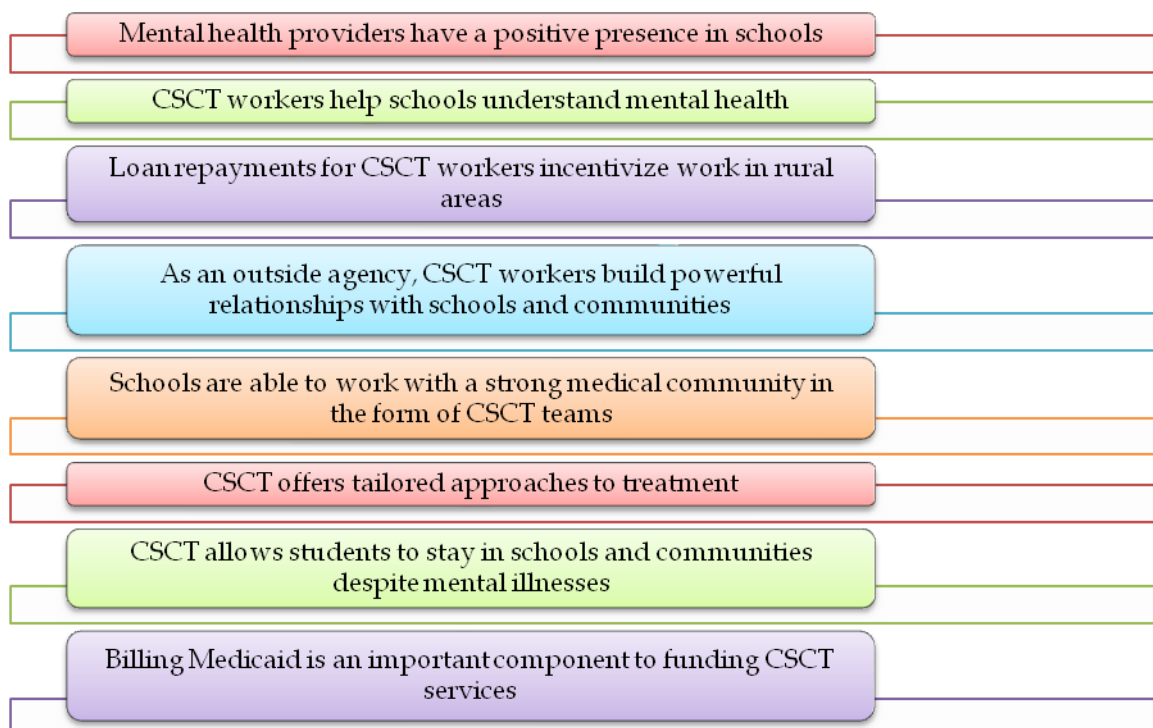 Mental health providers have a positive presence in schools
CSCT workers help schools understand mental health
Loan repayments for CSCT workers incentivize work in rural
areas
As an outside agency, CSCT workers build powerful
relationships with schools and communities
Schools are able to work with a strong medical community in
the form of CSCT teams
CSCT offers tailored approaches to treatment
CSCT allows students to stay in schools and communities
despite mental illnesses
Billing Medicaid is an important component to funding CSCT
services